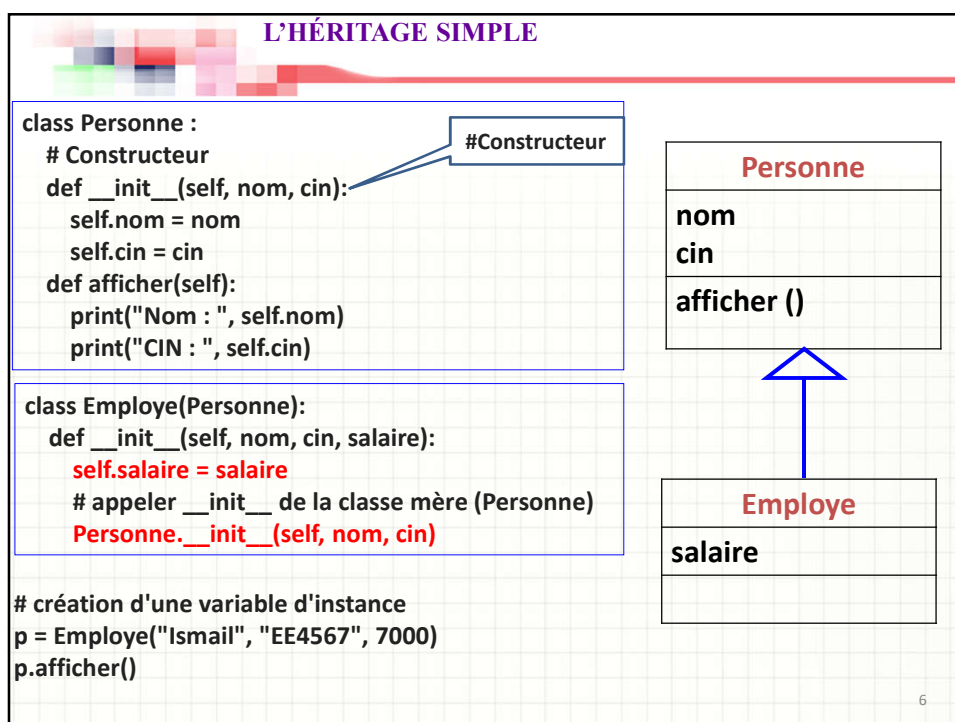 L’HÉRITAGE SIMPLE
class Personne :
# Constructeur
def __init__(self, nom, cin):
self.nom = nom
self.cin = cin
def afficher(self):
print("Nom : ", self.nom)
print("CIN : ", self.cin)
#Constructeur
class Employe(Personne):
def __init__(self, nom, cin, salaire):
self.salaire = salaire
# appeler __init__ de la classe mère (Personne)
Personne.__init__(self, nom, cin)
# création d'une variable d'instance
p = Employe("Ismail", "EE4567", 7000)
p.afficher()
Personne
nom
cin
afficher ()
Employe
salaire
6